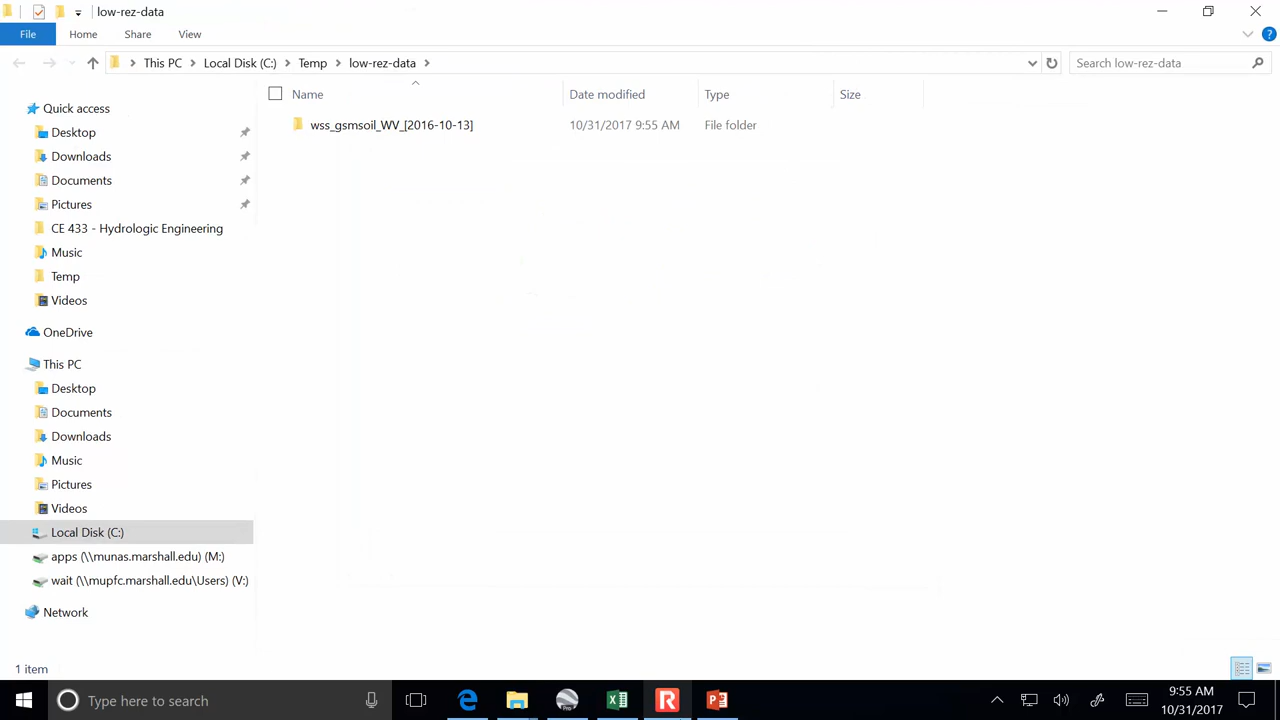 low-rez-data
File Home Share View
This PC Local Disk (C:) Temp low-rez-data Search low-rez-data
Name Date modified Type Size
wss_gsmsoil_WV_[2016-10-13] 10/31/2017 9:55 AM File folder
Quick access
Desktop
Downloads
Documents
Pictures
CE 433 - Hydrologic Engineering
Music
Temp
Videos
OneDrive
This PC
Desktop
Documents
Downloads
Music
Pictures
Videos
Local Disk (C:)
apps (\\munas.marshall.edu) (M:)
wait (\\mupfc.marshall.edu\Users) (V:)
Network
1 item
Type here to search
9:55 AM
10/31/2017